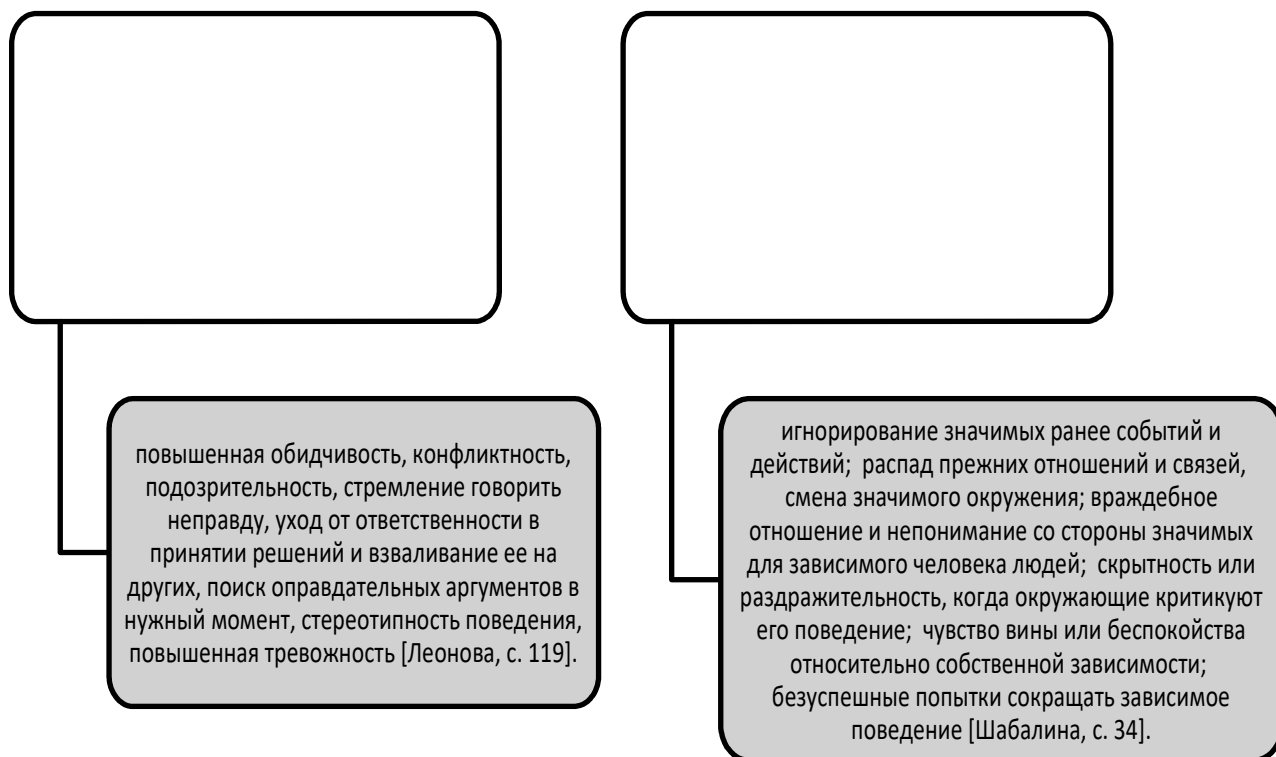 повышенная обидчивость, конфликтность,
подозрительность, стремление говорить
неправду, уход от ответственности в
принятии решений и взваливание ее на
других, поиск оправдательных аргументов в
нужный момент, стереотипность поведения,
повышенная тревожность [Леонова, с. 119].
игнорирование значимых ранее событий и
действий; распад прежних отношений и связей,
смена значимого окружения; враждебное
отношение и непонимание со стороны значимых
для зависимого человека людей; скрытность или
раздражительность, когда окружающие критикуют
его поведение; чувство вины или беспокойства
относительно собственной зависимости;
безуспешные попытки сокращать зависимое
поведение [Шабалина, с. 34].